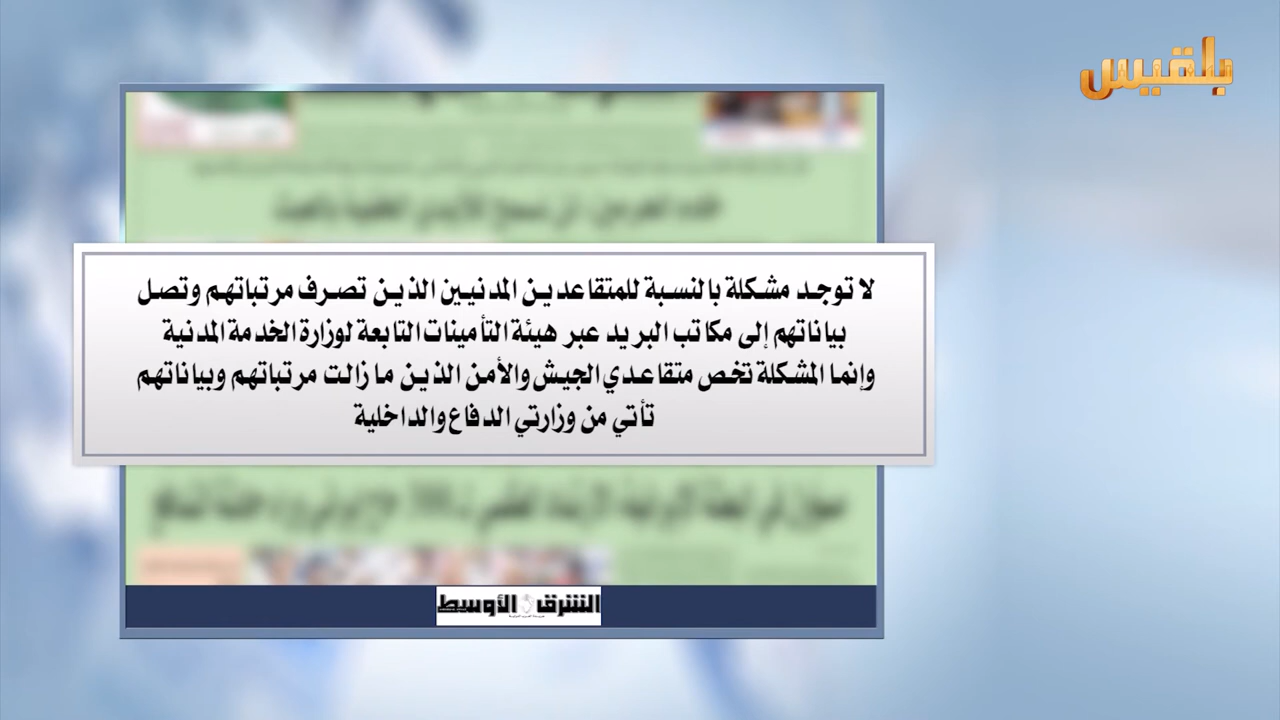 بلقيس
لا توجد مشكلة بالنسبة للمتقاعدين المدنيين الذين تصرف مرتباتهم وتصل
بياناتهم إلى مكاتب البريد عبر هيئة التأمينات التابعة لوزارة الخدمة المدنية
وإنما المشكلة تخص متقاعدي الجيش والأمن الذين ما زالت مرتباتهم وبياناتهم
تأتي من وزارتي الدفاع والداخلية
الشرق الأوسط